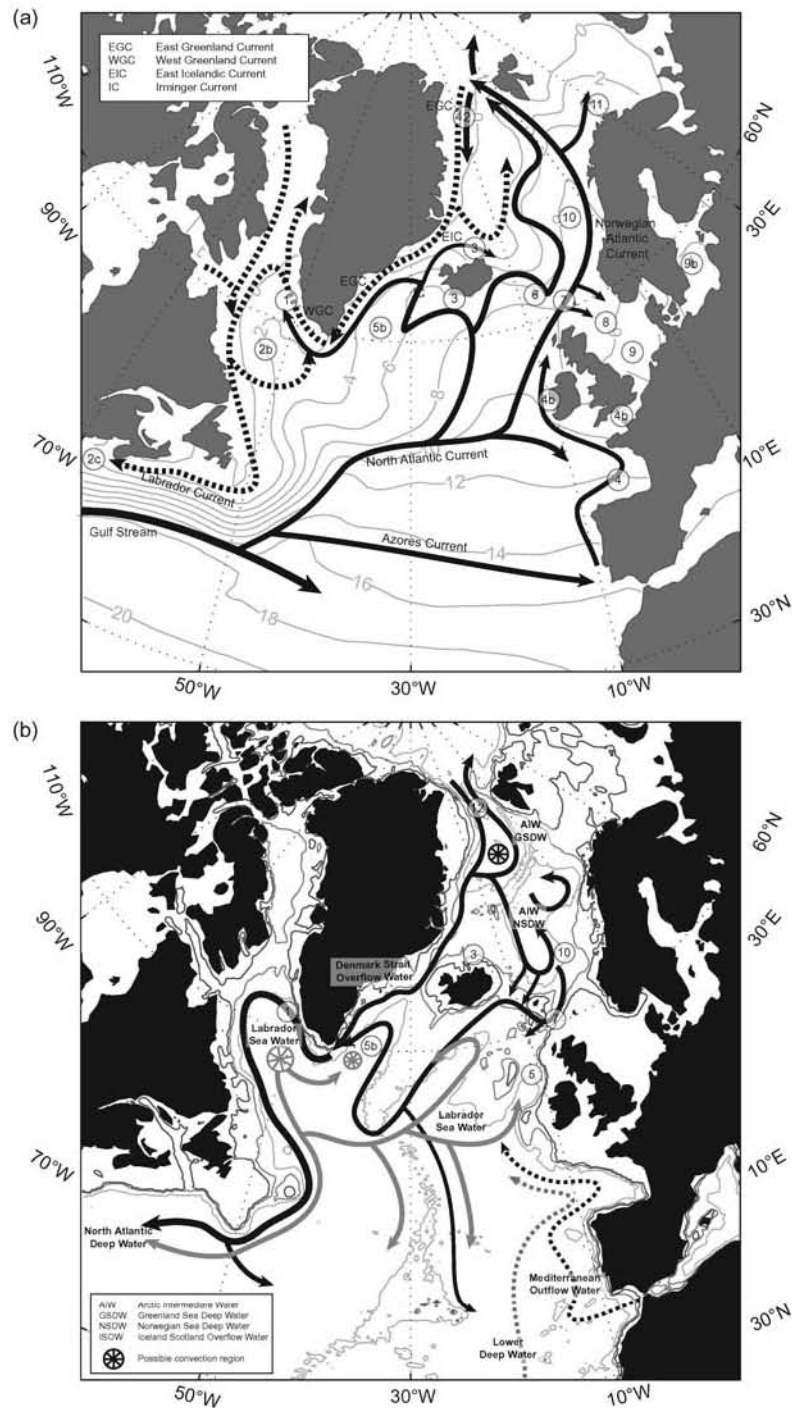 (a)
EGC East Greenland Current
WGC West Greenland Current
EIC East Icelandic Current
IC Irminger Current
110°W
90°W
70°W
50°W
30°W
10°W
60°N
30°E
10°E
30°N
EGC
12
0
2
11
10
Norwegian
Atlantic
Current
9b
EIC
3
EGC
WGC
1
3
6
7
8
9
5b
2b
2
4
6
8
4b
4b
10
2c
Labrador Current
North Atlantic Current
12
4
Gulf Stream
Azores Current
14
16
18
20
(b)
110°W
90°W
70°W
50°W
30°W
10°W
60°N
30°E
10°E
30°N
12
AIW
GSDW
AIW
NSDW
10
3
Denmark Strait
Overflow Water
7
1
Labrador
Sea Water
5b
5
Labrador
Sea Water
North Atlantic
Deep Water
Mediterranean
Outflow Water
Lower
Deep Water
AIW Arctic Intermediate Water
GSDW Greenland Sea Deep Water
NSDW Norwegian Sea Deep Water
ISOW Iceland Scotland Overflow Water
Possible convection region